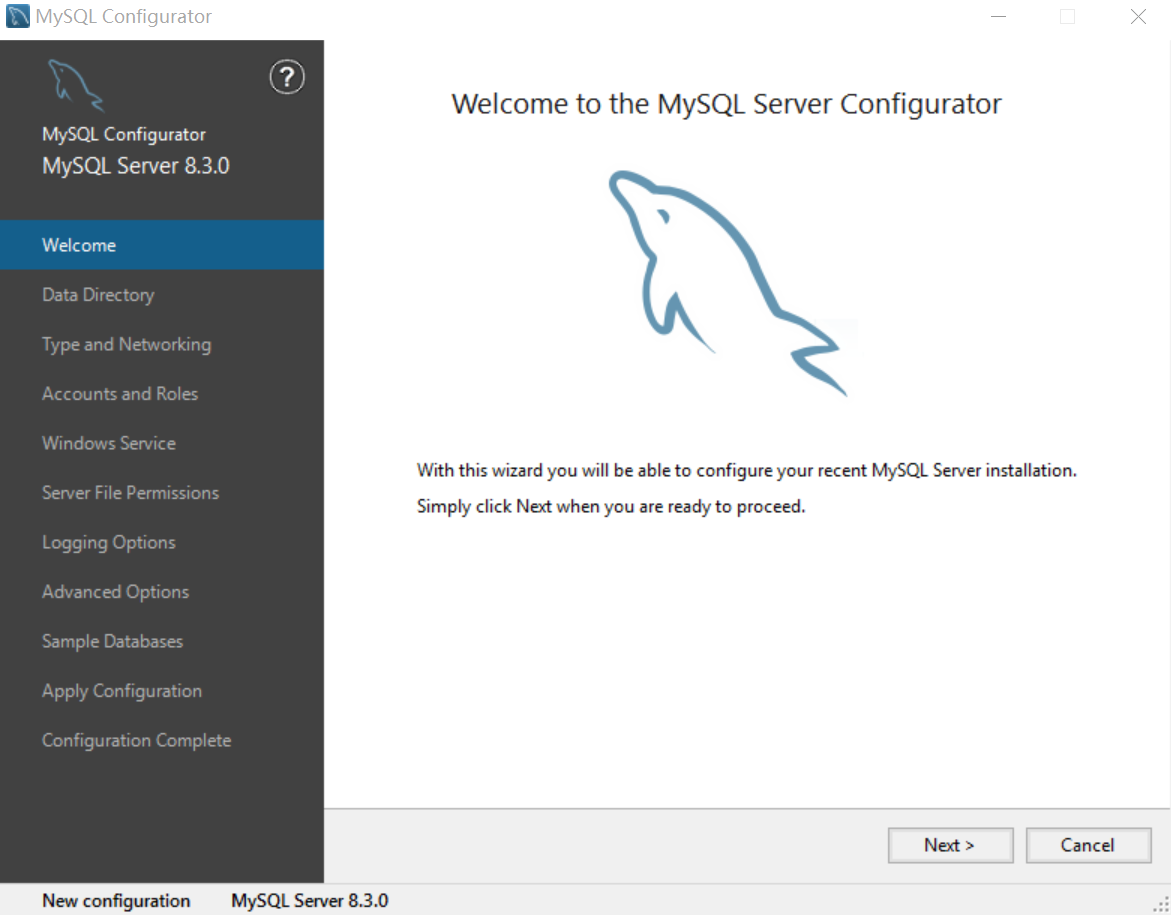 MySQL Configurator
?
MySQL Configurator
MySQL Server 8.3.0
Welcome
Data Directory
Type and Networking
Accounts and Roles
Windows Service
Server File Permissions
Logging Options
Advanced Options
Sample Databases
Apply Configuration
Configuration Complete
Welcome to the MySQL Server Configurator
With this wizard you will be able to configure your recent MySQL Server installation.
Simply click Next when you are ready to proceed.
Next > Cancel
New configuration MySQL Server 8.3.0